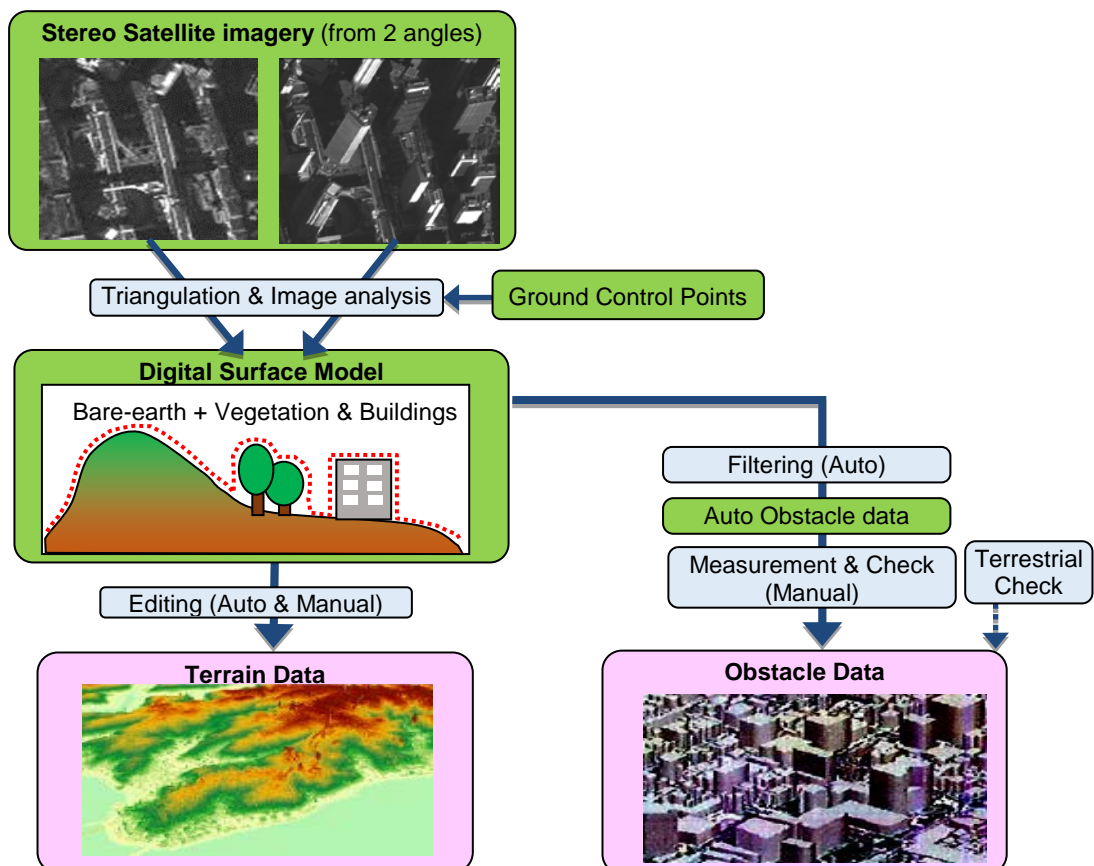 Stereo Satellite imagery (from 2 angles)
Triangulation & Image analysis
Ground Control Points
Digital Surface Model
Bare-earth + Vegetation & Buildings
Filtering (Auto)
Auto Obstacle data
Measurement & Check
(Manual)
Terrestrial
Check
Editing (Auto & Manual)
Terrain Data
Obstacle Data